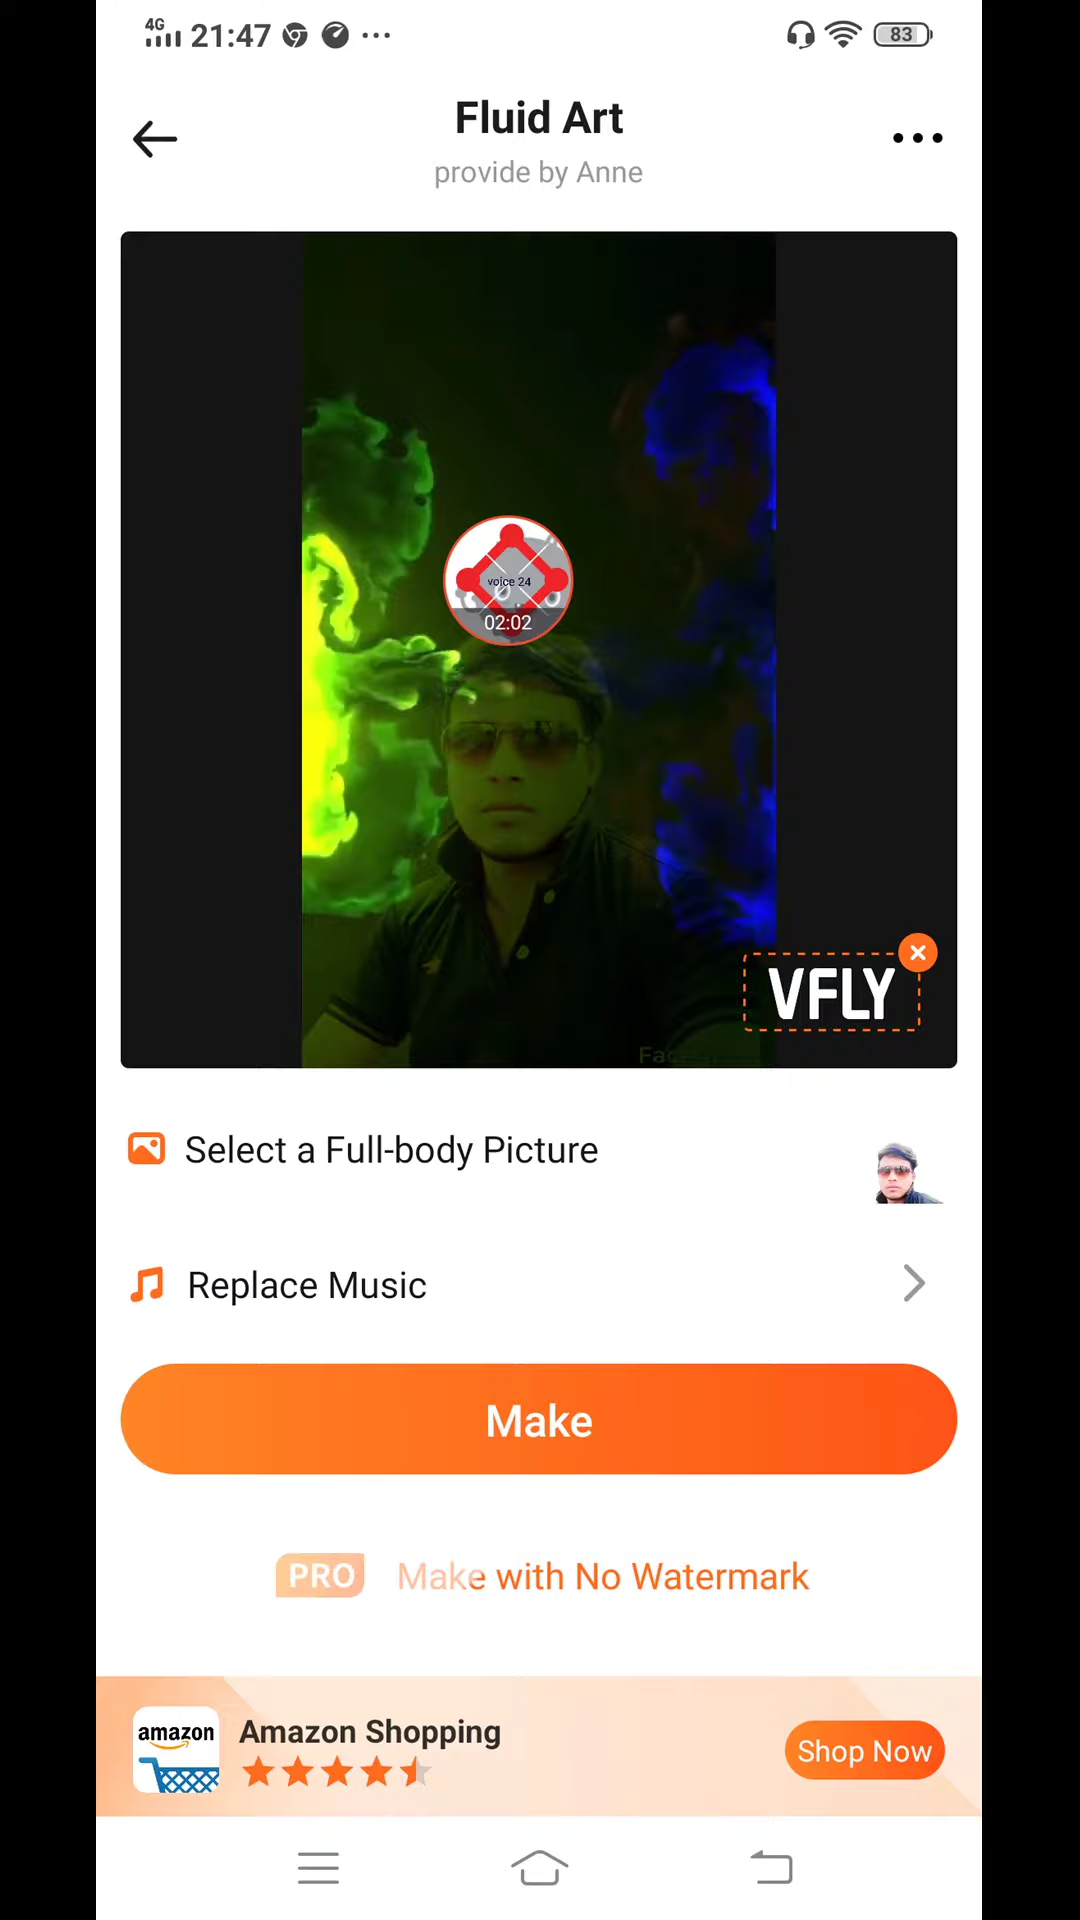 4G
21:47
83
Fluid Art
provide by Anne
voice 24
02:02
VFLY
Select a Full-body Picture
Replace Music
Make
PRO Make with No Watermark
amazon
Amazon Shopping
Shop Now